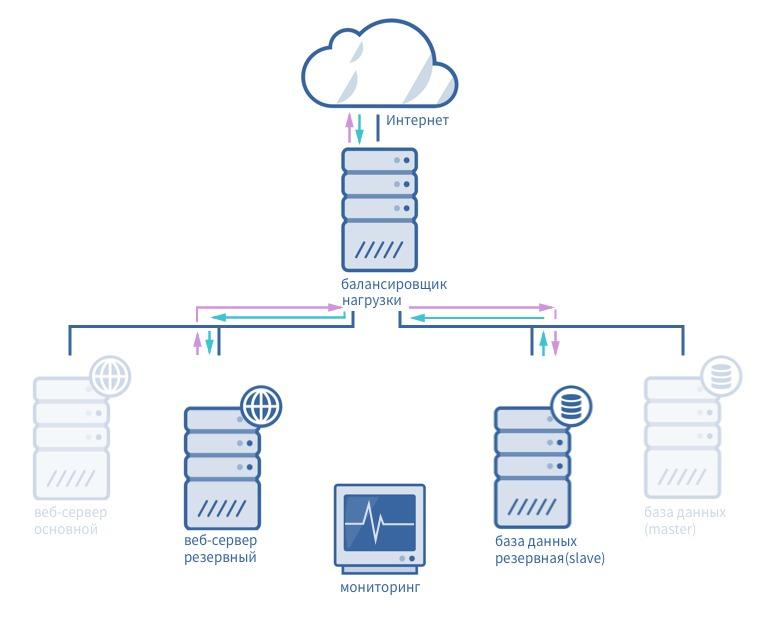 Интернет
балансировщик
нагрузки
веб-сервер
основной
веб-сервер
резервный
мониторинг
база данных
резервная(slave)
база данных
(master)